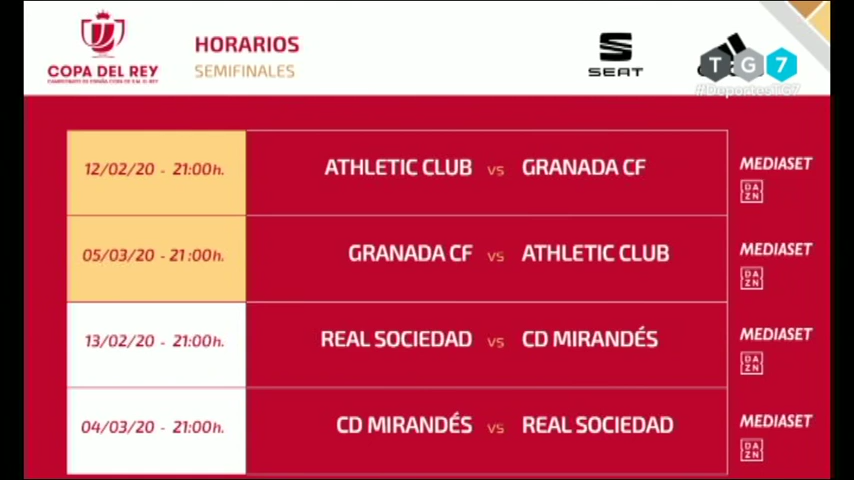 COPA DEL REY
HORARIOS
SEMIFINALES
SEAT
TG7
#DeportesTG7
12/02/20 - 21:00h.
ATHLETIC CLUB vs GRANADA CF
MEDIASET
DAZN
05/03/20 - 21:00h.
GRANADA CF vs ATHLETIC CLUB
MEDIASET
DAZN
13/02/20 - 21:00h.
REAL SOCIEDAD vs CD MIRANDÉS
MEDIASET
DAZN
04/03/20 - 21:00h.
CD MIRANDÉS vs REAL SOCIEDAD
MEDIASET
DAZN